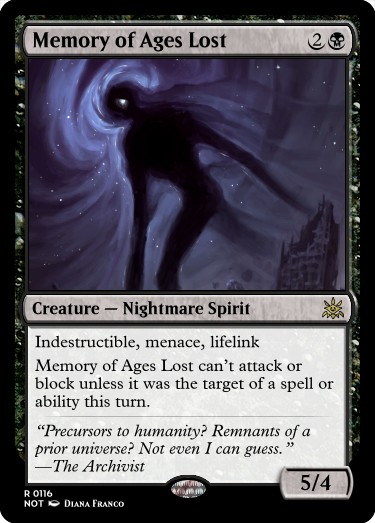 Memory of Ages Lost 2
Creature — Nightmare Spirit
Indestructible, menace, lifelink
Memory of Ages Lost can't attack or
block unless it was the target of a spell or
ability this turn.
“Precursors to humanity? Remnants of a
prior universe? Not even I can guess.”
—The Archivist
5/4
R 0116
NOT Diana Franco